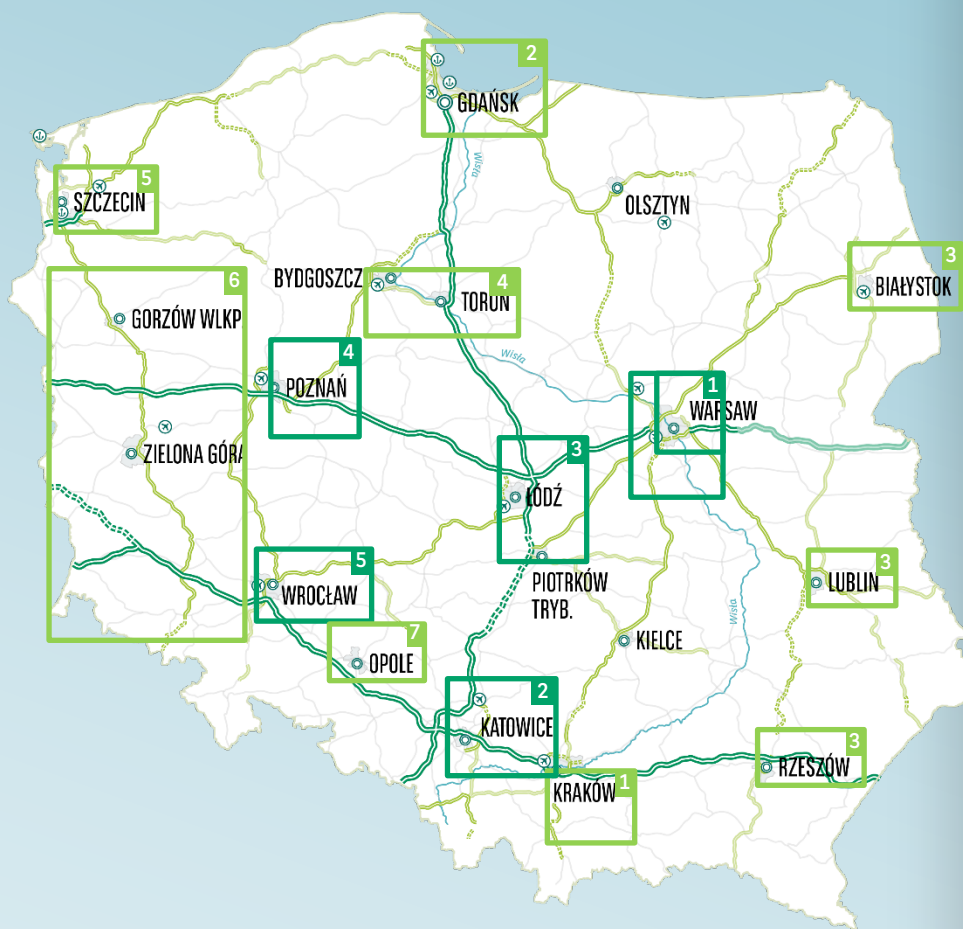 2
GDAŃSK
Wisła
5
SZCZECIN
OLSZTYN
3
BIAŁYSTOK
6
BYDGOSZCZ
4
TORUŃ
GORZÓW WLKP
4
POZNAŃ
Wisła
1
WARSAW
ZIELONA GÓRA
3
ŁÓDŹ
5
WROCŁAW
PIOTRKÓW
TRYB.
3
LUBLIN
Wisła
7
OPOLE
KIELCE
2
KATOWICE
3
RZESZÓW
1
KRAKÓW